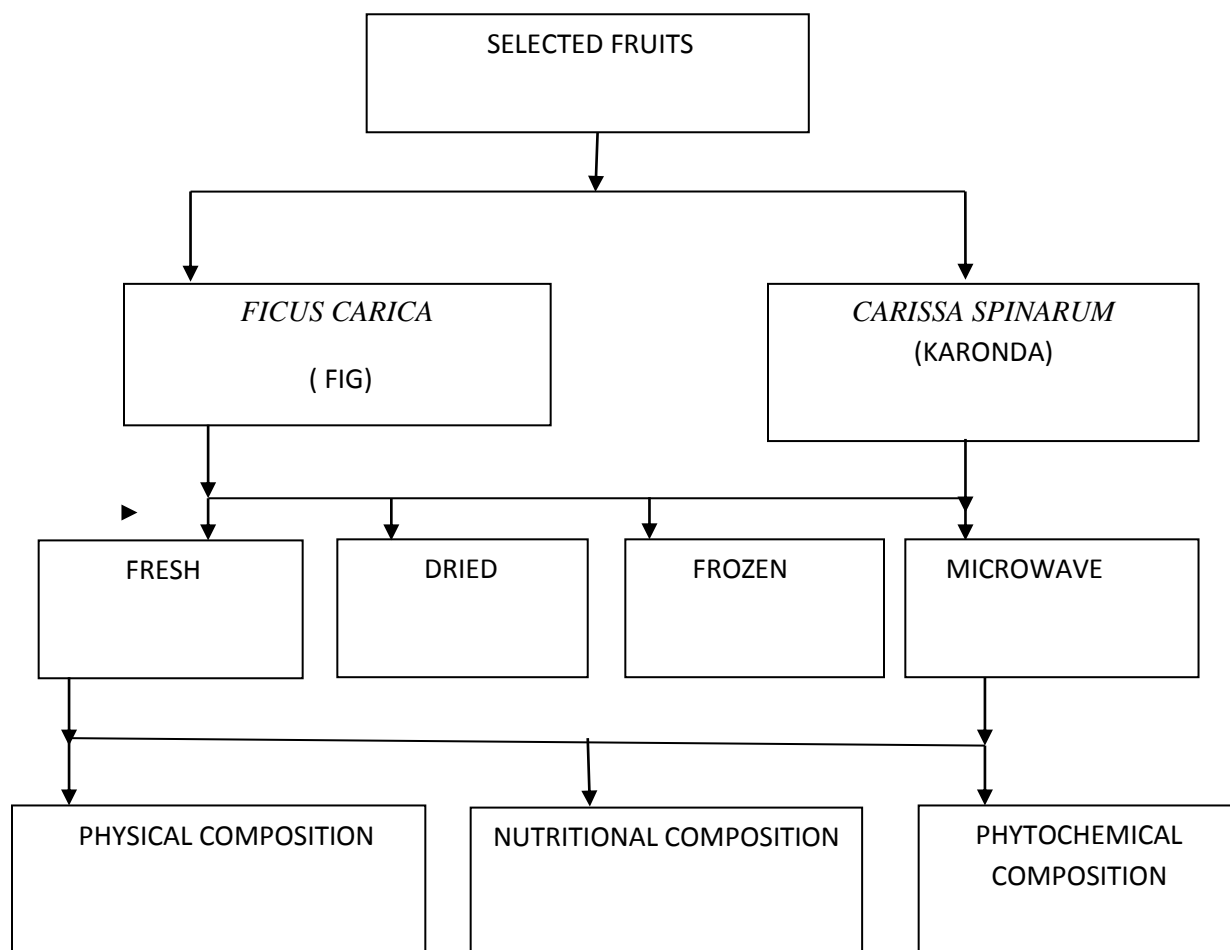 SELECTED FRUITS
FICUS CARICA
( FIG)
CARISSA SPINARUM
(KARONDA)
FRESH
DRIED
FROZEN
MICROWAVE
PHYSICAL COMPOSITION
NUTRITIONAL COMPOSITION
PHYTOCHEMICAL
COMPOSITION